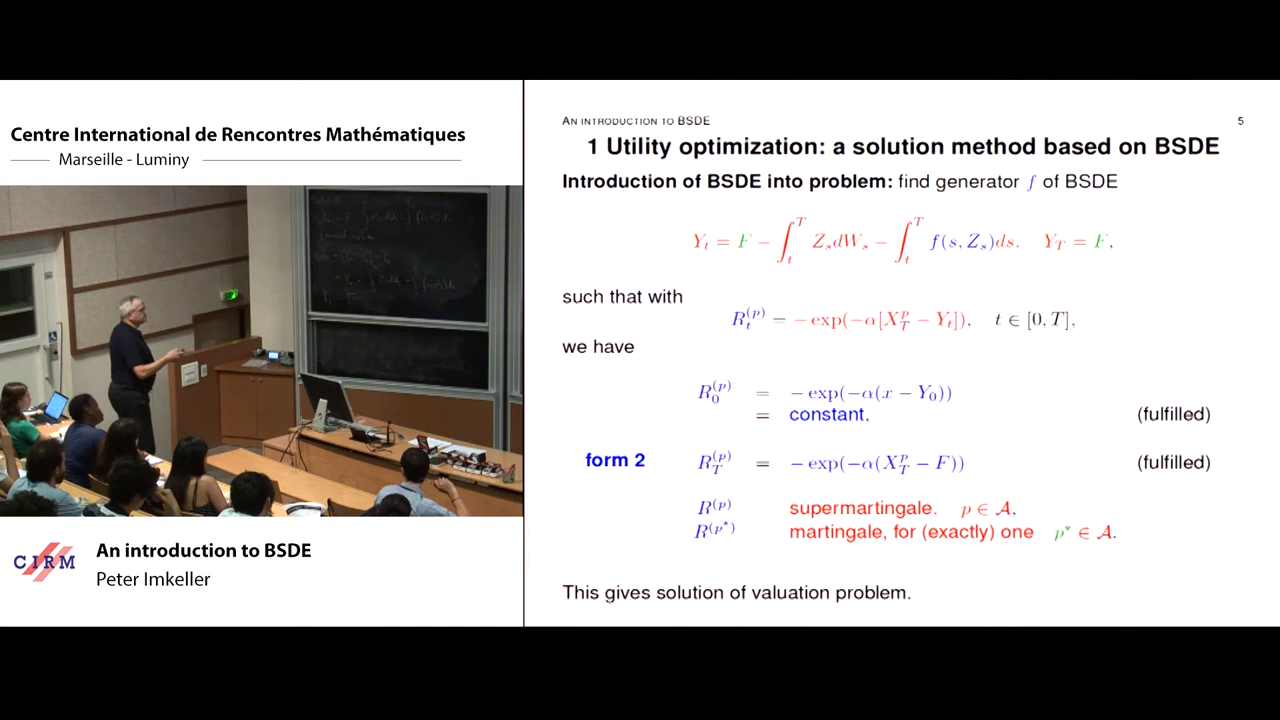 Centre International de Rencontres Mathématiques
Marseille - Luminy
CIRM
An introduction to BSDE
Peter Imkeller
AN INTRODUCTION TO BSDE 5
1 Utility optimization: a solution method based on BSDE
Introduction of BSDE into problem: find generator f of BSDE
Y_t = F − ∫_t^T Z_s dW_s − ∫_t^T f(s, Z_s)ds, Y_T = F,
such that with
R_t^{(p)} = − exp(−α[X_T^p − Y_t]), t ∈ [0, T],
we have
R_0^{(p)} = − exp(−α(x − Y_0))
= constant, (fulfilled)
form 2 R_T^{(p)} = − exp(−α(X_T^p − F)) (fulfilled)
R^{(p)} supermartingale, p ∈ 𝒜,
R^{(p*)} martingale, for (exactly) one p* ∈ 𝒜.
This gives solution of valuation problem.